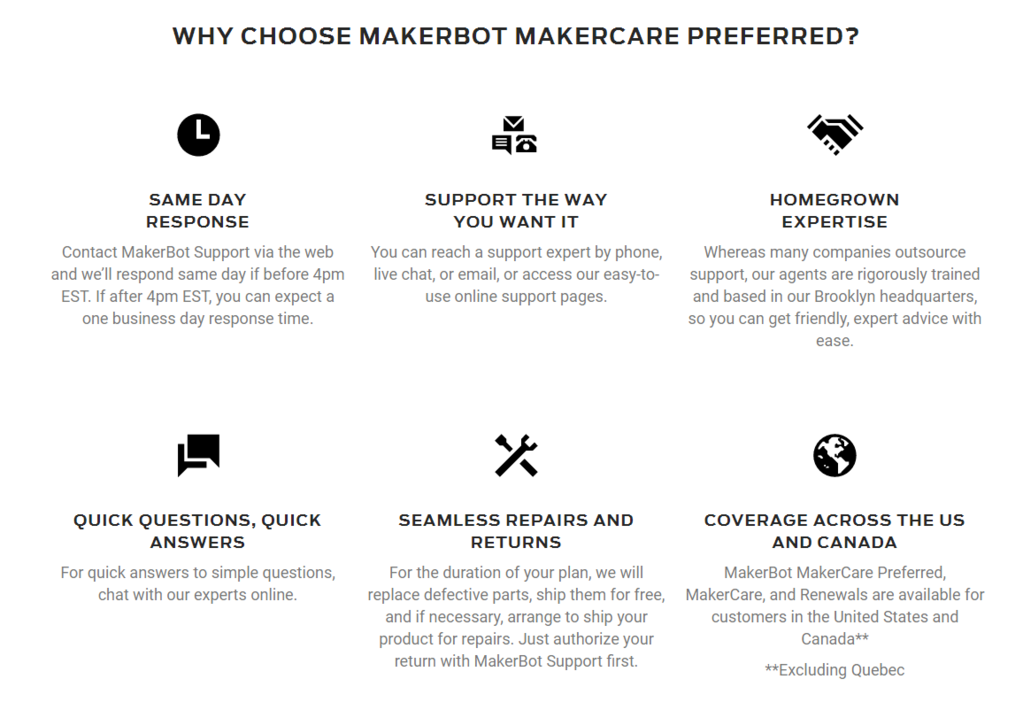 WHY CHOOSE MAKERBOT MAKERCARE PREFERRED?
SAME DAY
RESPONSE
Contact MakerBot Support via the web
and we’ll respond same day if before 4pm
EST. If after 4pm EST, you can expect a
one business day response time.
SUPPORT THE WAY
YOU WANT IT
You can reach a support expert by phone,
live chat, or email, or access our easy-to-
use online support pages.
HOMEGROWN
EXPERTISE
Whereas many companies outsource
support, our agents are rigorously trained
and based in our Brooklyn headquarters,
so you can get friendly, expert advice with
ease.
QUICK QUESTIONS, QUICK
ANSWERS
For quick answers to simple questions,
chat with our experts online.
SEAMLESS REPAIRS AND
RETURNS
For the duration of your plan, we will
replace defective parts, ship them for free,
and if necessary, arrange to ship your
product for repairs. Just authorize your
return with MakerBot Support first.
COVERAGE ACROSS THE US
AND CANADA
MakerBot MakerCare Preferred,
MakerCare, and Renewals are available for
customers in the United States and
Canada**
**Excluding Quebec